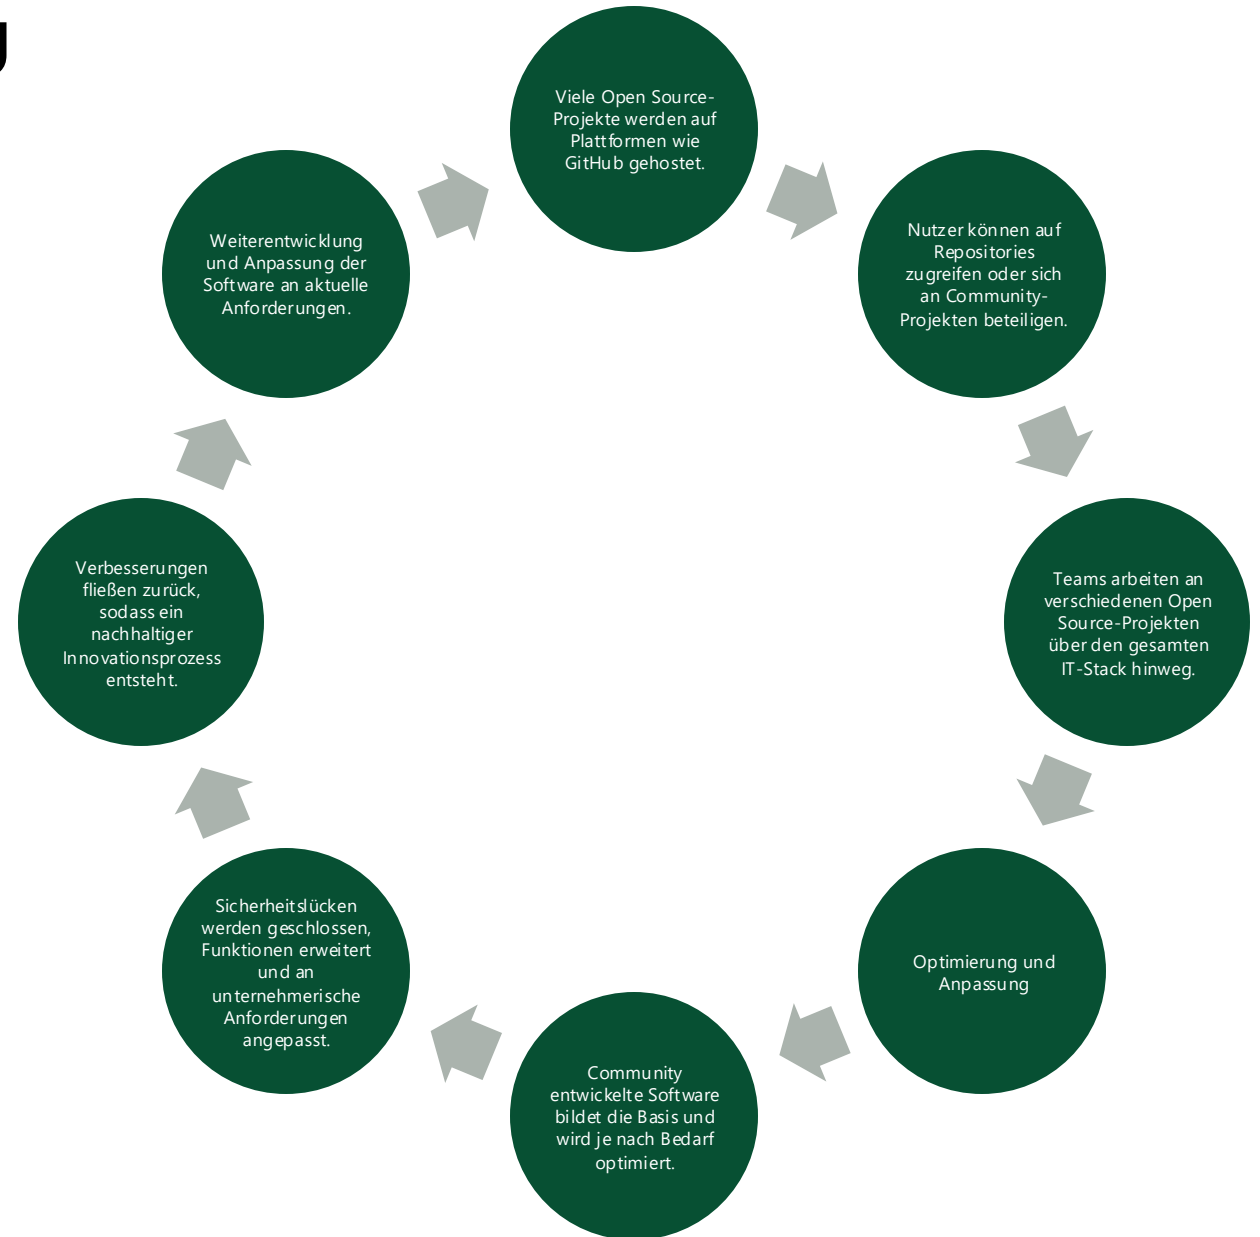 Viele Open Source-
Projekte werden auf
Plattformen wie
GitHub gehostet.
Nutzer können auf
Repositories
zugreifen oder sich
an Community-
Projekten beteiligen.
Teams arbeiten an
verschiedenen Open
Source-Projekten
über den gesamten
IT-Stack hinweg.
Optimierung und
Anpassung
Community
entwickelte Software
bildet die Basis und
wird je nach Bedarf
optimiert.
Sicherheitslücken
werden geschlossen,
Funktionen erweitert
und an
unternehmerische
Anforderungen
angepasst.
Verbesserungen
fließen zurück,
sodass ein
nachhaltiger
Innovationsprozess
entsteht.
Weiterentwicklung
und Anpassung der
Software an aktuelle
Anforderungen.